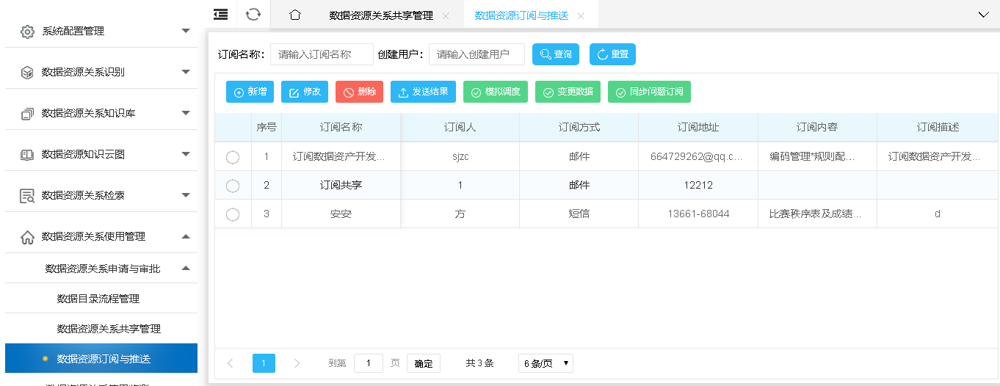 系统配置管理
数据资源关系识别
数据资源关系知识库
数据资源知识云图
数据资源关系检索
数据资源关系使用管理
数据资源关系申请与审批
数据目录流程管理
数据资源关系共享管理
数据资源订阅与推送
数据资源关系共享管理 数据资源订阅与推送
订阅名称: 请输入订阅名称 创建用户: 请输入创建用户 查询 重置
新增 修改 删除 发送结果 模拟调度 变更数据 同步问题订阅
序号 订阅名称 订阅人 订阅方式 订阅地址 订阅内容 订阅描述
1 订阅数据资产开发... sjzc 邮件 664729262@qq.c... 编码管理*规则配... 订阅数据资产开发...
2 订阅共享 1 邮件 12212
3 安安 方 短信 13661-68044 比赛秩序表及成绩... d
1 到第 1 页 确定 共 3 条 6 条/页